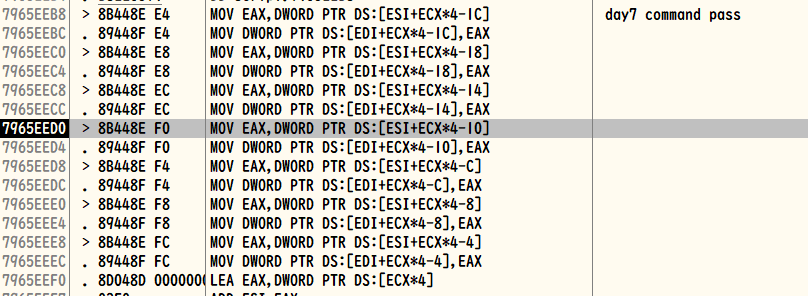 7965EEB8 > 8B448E E4 MOV EAX,DWORD PTR DS:[ESI+ECX*4-1C] day7 command pass
7965EEBC . 89448F E4 MOV DWORD PTR DS:[EDI+ECX*4-1C],EAX
7965EEC0 > 8B448E E8 MOV EAX,DWORD PTR DS:[ESI+ECX*4-18]
7965EEC4 . 89448F E8 MOV DWORD PTR DS:[EDI+ECX*4-18],EAX
7965EEC8 > 8B448E EC MOV EAX,DWORD PTR DS:[ESI+ECX*4-14]
7965EECC . 89448F EC MOV DWORD PTR DS:[EDI+ECX*4-14],EAX
7965EED0 > 8B448E F0 MOV EAX,DWORD PTR DS:[ESI+ECX*4-10]
7965EED4 . 89448F F0 MOV DWORD PTR DS:[EDI+ECX*4-10],EAX
7965EED8 > 8B448E F4 MOV EAX,DWORD PTR DS:[ESI+ECX*4-C]
7965EEDC . 89448F F4 MOV DWORD PTR DS:[EDI+ECX*4-C],EAX
7965EEE0 > 8B448E F8 MOV EAX,DWORD PTR DS:[ESI+ECX*4-8]
7965EEE4 . 89448F F8 MOV DWORD PTR DS:[EDI+ECX*4-8],EAX
7965EEE8 > 8B448E FC MOV EAX,DWORD PTR DS:[ESI+ECX*4-4]
7965EEEC . 89448F FC MOV DWORD PTR DS:[EDI+ECX*4-4],EAX
7965EEF0 . 8D048D 0000000 LEA EAX,DWORD PTR DS:[ECX*4]